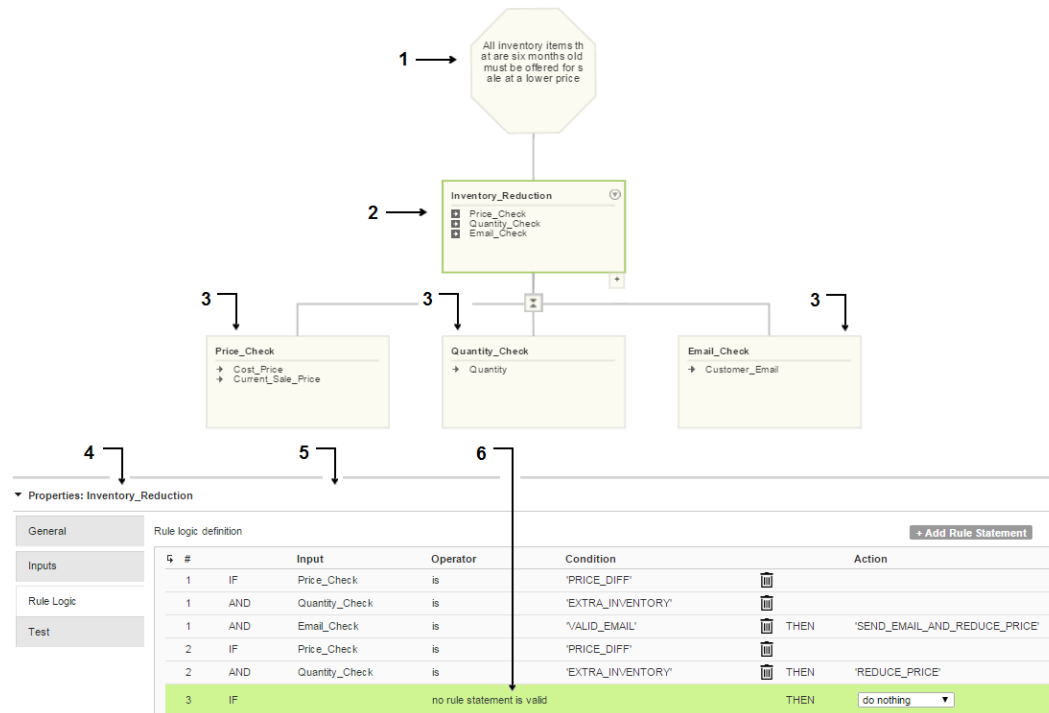 1
All inventory items th
at are six months old
must be offered for s
ale at a lower price
2
Inventory_Reduction
Price_Check
Quantity_Check
Email_Check
3
3
3
Price_Check
Cost_Price
Current_Sale_Price
Quantity_Check
Quantity
Email_Check
Customer_Email
4
5
6
Properties: Inventory_Reduction
General
Inputs
Rule Logic
Test
Rule logic definition
+ Add Rule Statement
# Input Operator Condition Action
1 IF Price_Check is 'PRICE_DIFF'
1 AND Quantity_Check is 'EXTRA_INVENTORY'
1 AND Email_Check is 'VALID_EMAIL' THEN 'SEND_EMAIL_AND_REDUCE_PRICE'
2 IF Price_Check is 'PRICE_DIFF'
2 AND Quantity_Check is 'EXTRA_INVENTORY' THEN 'REDUCE_PRICE'
3 IF no rule statement is valid THEN do nothing